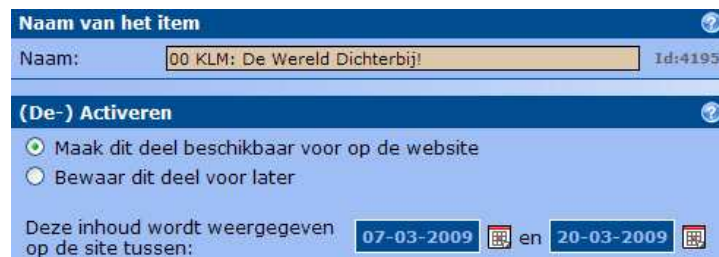 Naam van het item
Naam: 00 KLM: De Wereld Dichterbij! Id:4195
(De-) Activeren
Maak dit deel beschikbaar voor op de website
Bewaar dit deel voor later
Deze inhoud wordt weergegeven op de site tussen: 07-03-2009 en 20-03-2009